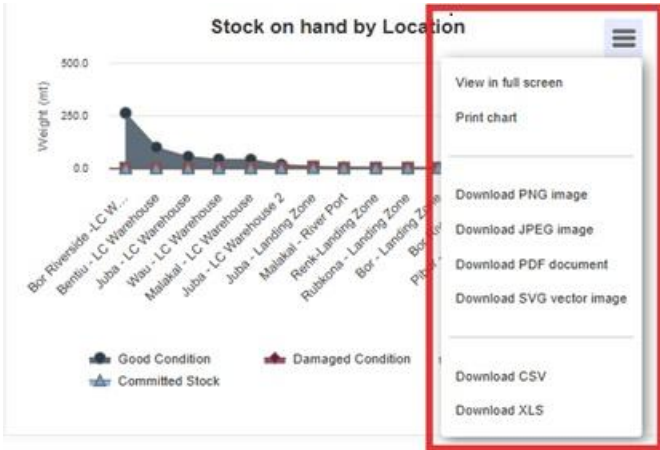 Stock on hand by Location
500.0
250.0
0.0
Weight (mt)
Bor Riverside -LC W...
Bentiu - LC Warehouse
Juba - LC Warehouse
Wau - LC Warehouse
Malakal - LC Warehouse
Juba - LC Warehouse 2
Juba - Landing Zone
Malakal - River Port
Renk-Landing Zone
Rubkona - Landing Zone
Bor - Landing Zone
Good Condition
Damaged Condition
Committed Stock
View in full screen
Print chart
Download PNG image
Download JPEG image
Download PDF document
Download SVG vector image
Download CSV
Download XLS